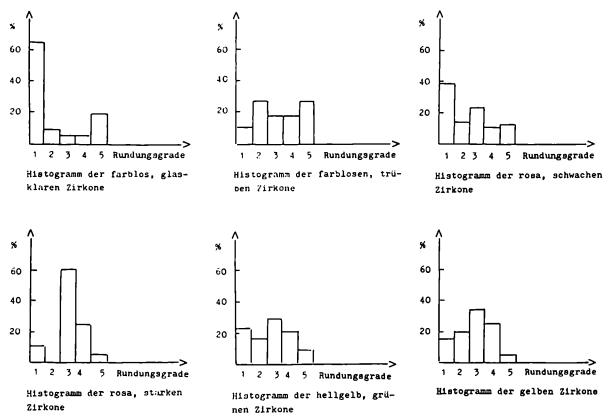 %
60
40
20
1 2 3 4 5 Rundungsgrade
Histogramm der farblos, glas-
klaren Zirkone
%
60
40
20
1 2 3 4 5 Rundungsgrade
Histogramm der farblosen, trü-
ben Zirkone
%
60
40
20
1 2 3 4 5 Rundungsgrade
Histogramm der rosa, schwachen
Zirkone
%
60
40
20
1 2 3 4 5 Rundungsgrade
Histogramm der rosa, starken
Zirkone
%
60
40
20
1 2 3 4 5 Rundungsgrade
Histogramm der hellgelb, grü-
nen Zirkone
%
60
40
20
1 2 3 4 5 Rundungsgrade
Histogramm der gelben Zirkone